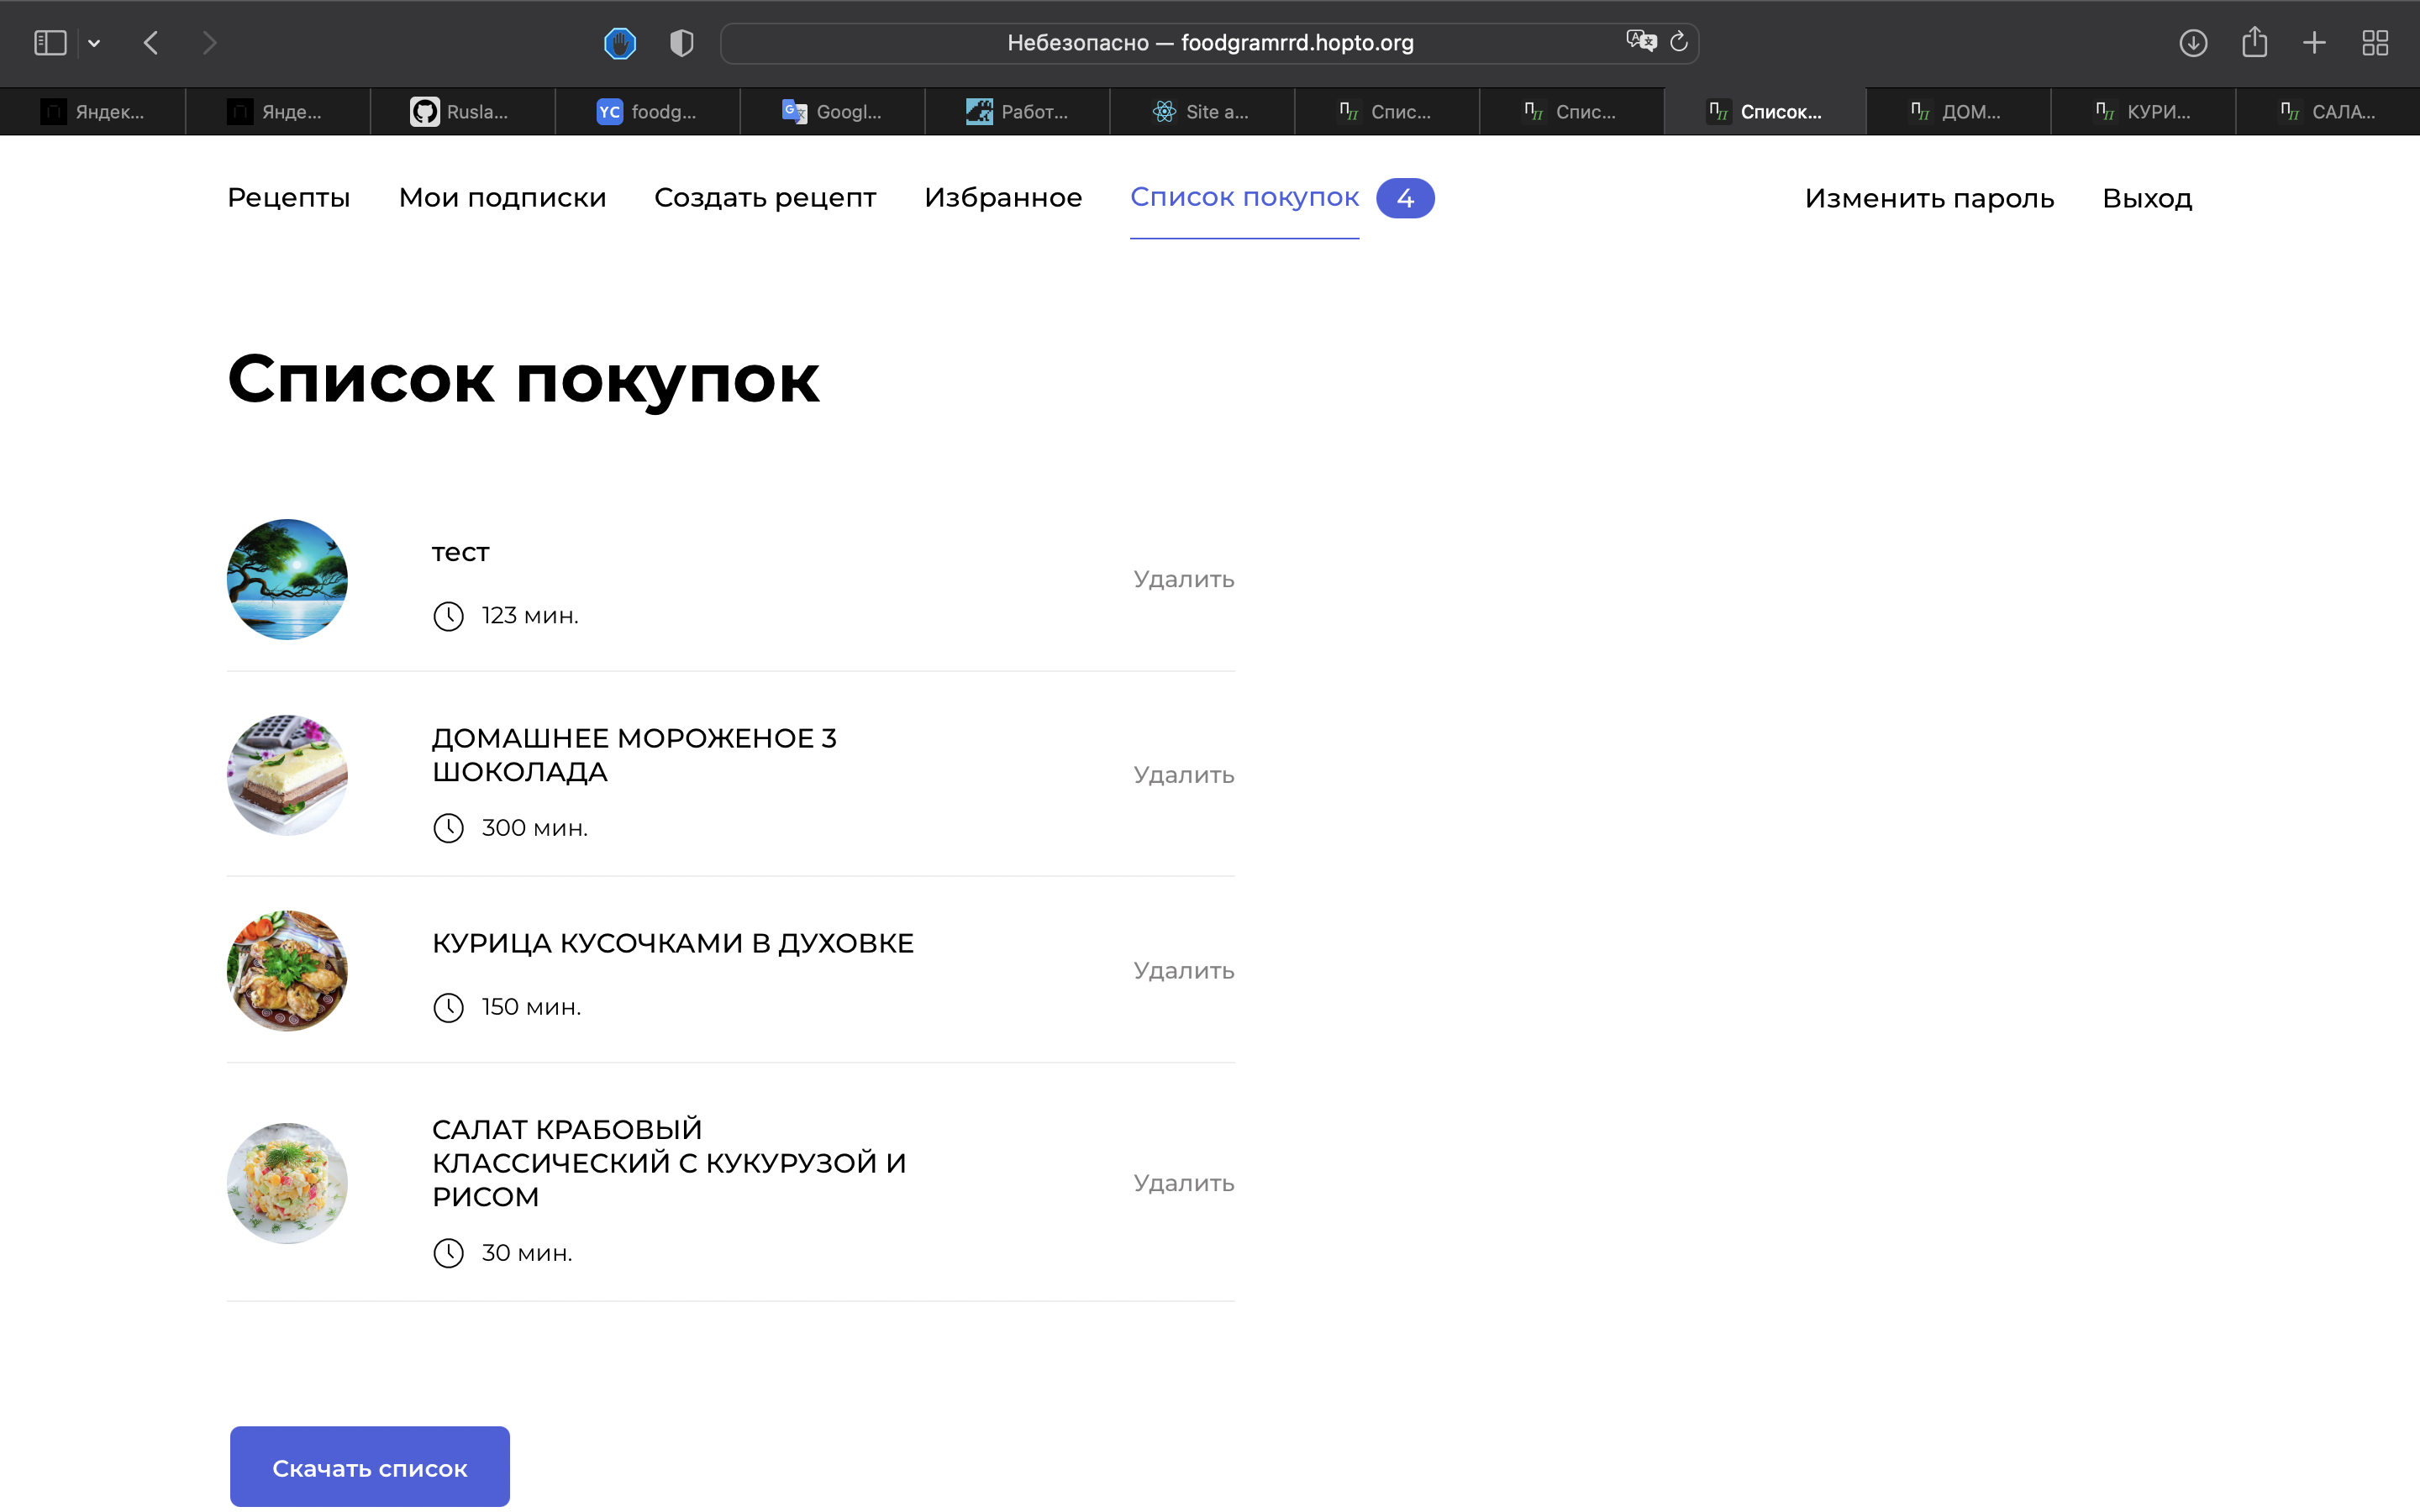 Небезопасно — foodgramrrd.hopto.org
Яндек...
Янде...
Rusla...
YC foodg...
Googl...
Работ...
Site a...
Спис...
Спис...
Список...
ДОМ...
КУРИ...
САЛА...
Рецепты Мои подписки Создать рецепт Избранное Список покупок 4 Изменить пароль Выход
Список покупок
тест
123 мин.
Удалить
ДОМАШНЕЕ МОРОЖЕНОЕ 3
ШОКОЛАДА
300 мин.
Удалить
КУРИЦА КУСОЧКАМИ В ДУХОВКЕ
150 мин.
Удалить
САЛАТ КРАБОВЫЙ
КЛАССИЧЕСКИЙ С КУКУРУЗОЙ И
РИСОМ
30 мин.
Удалить
Скачать список